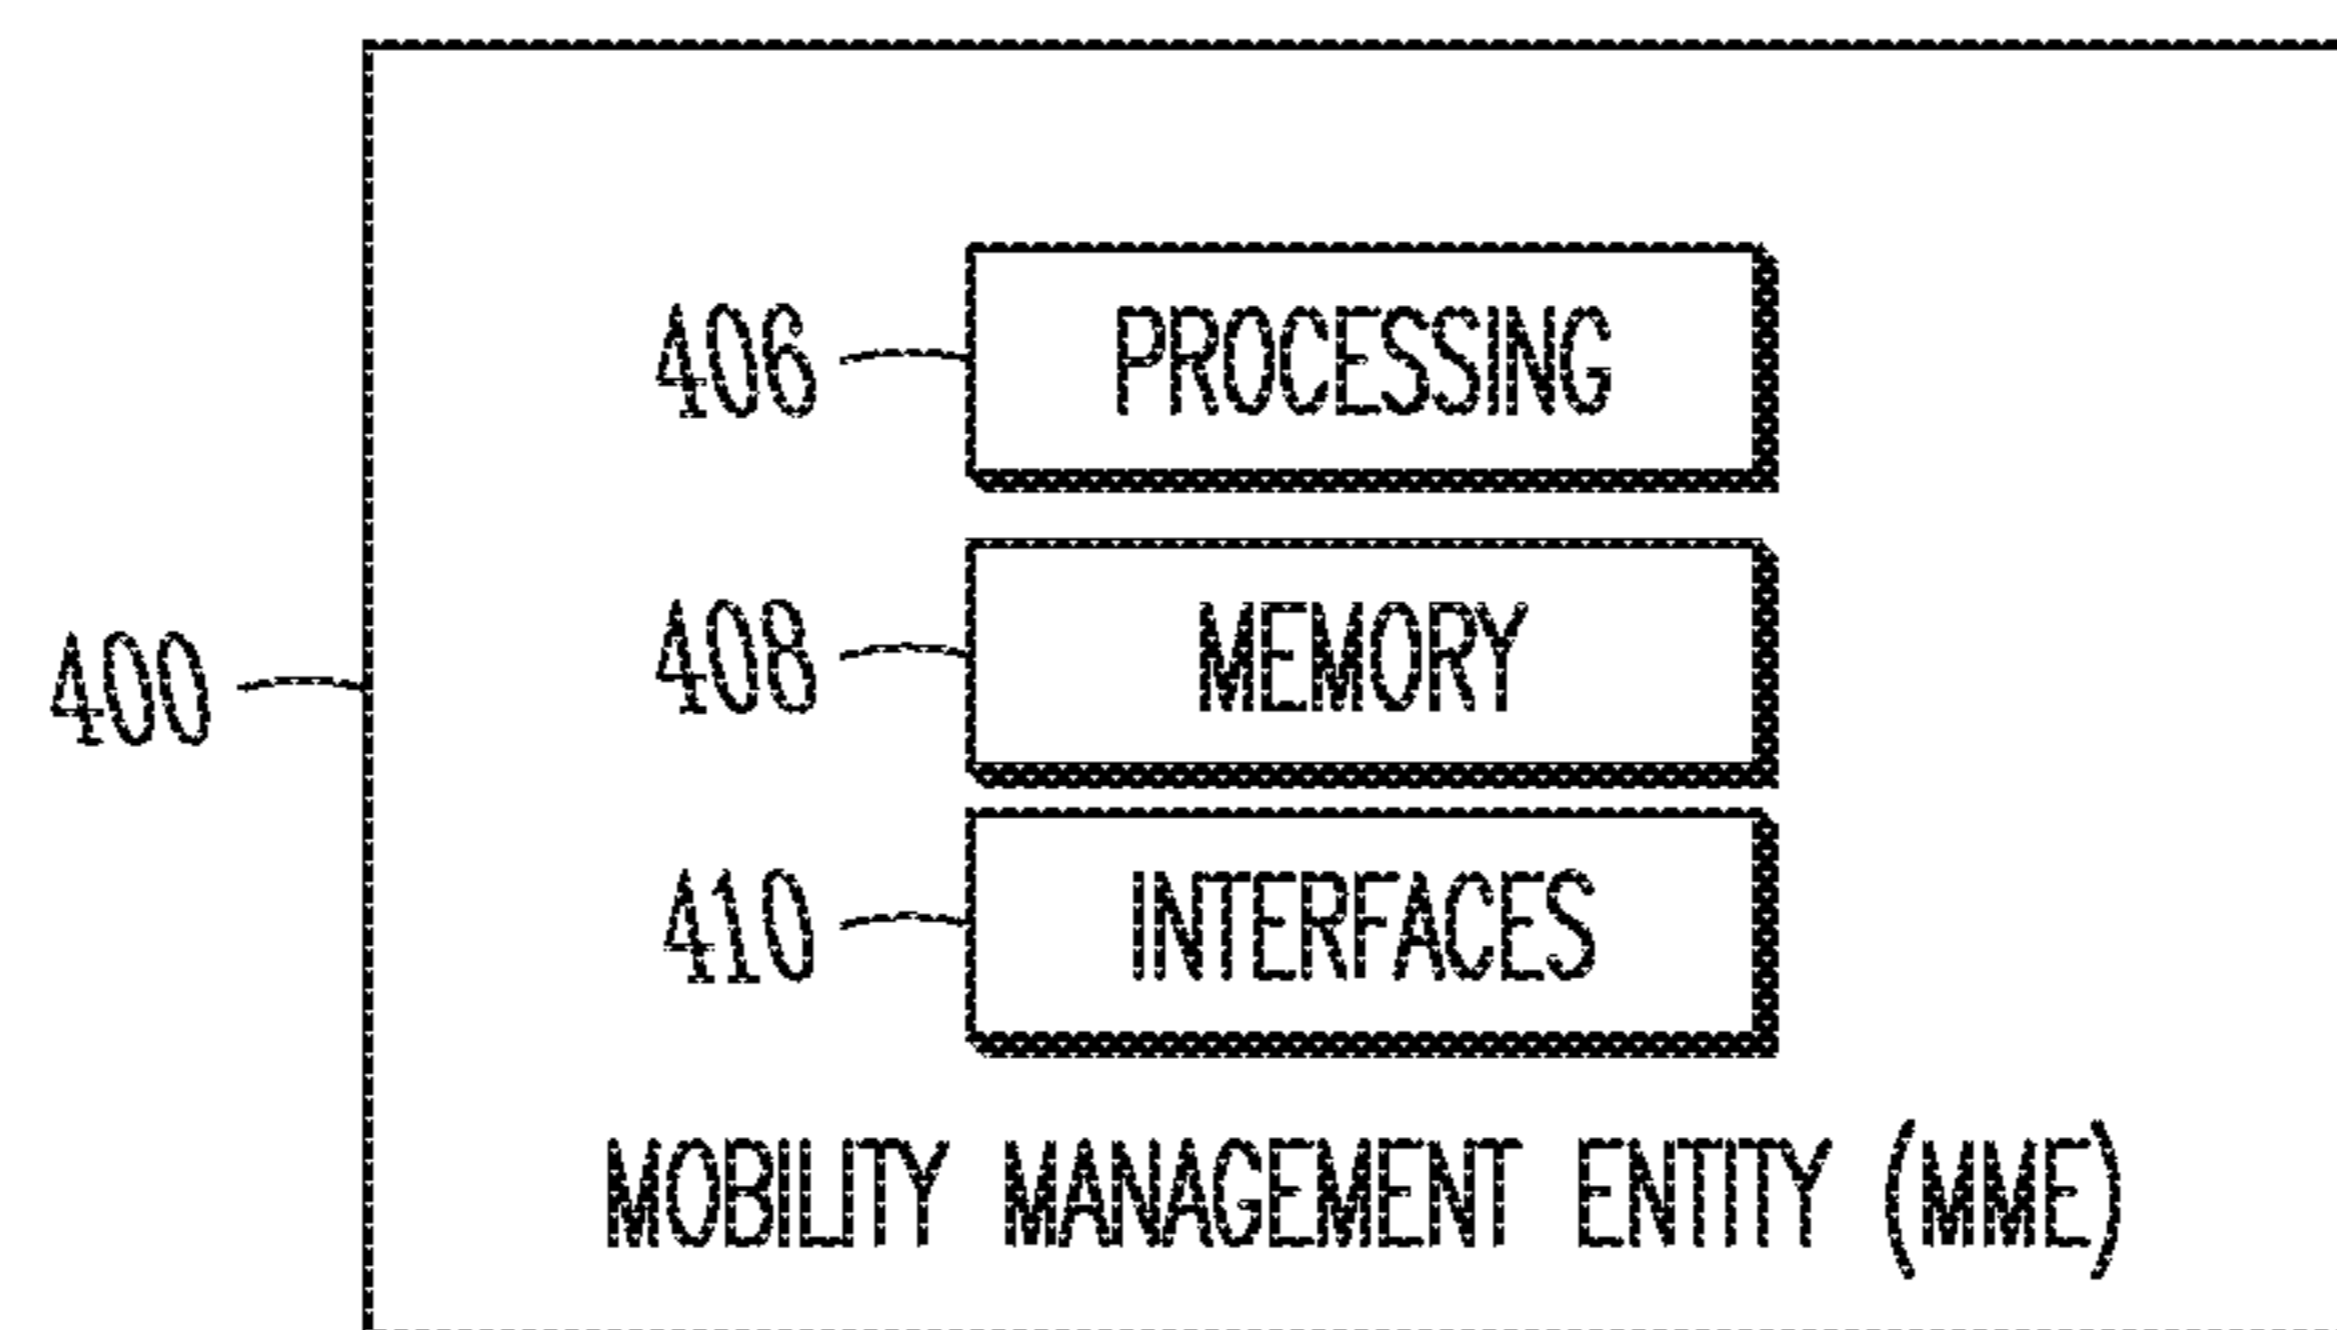 406 PROCESSING
408 MEMORY
400
410 INTERFACES
MOBILITY MANAGEMENT ENTITY (MME)